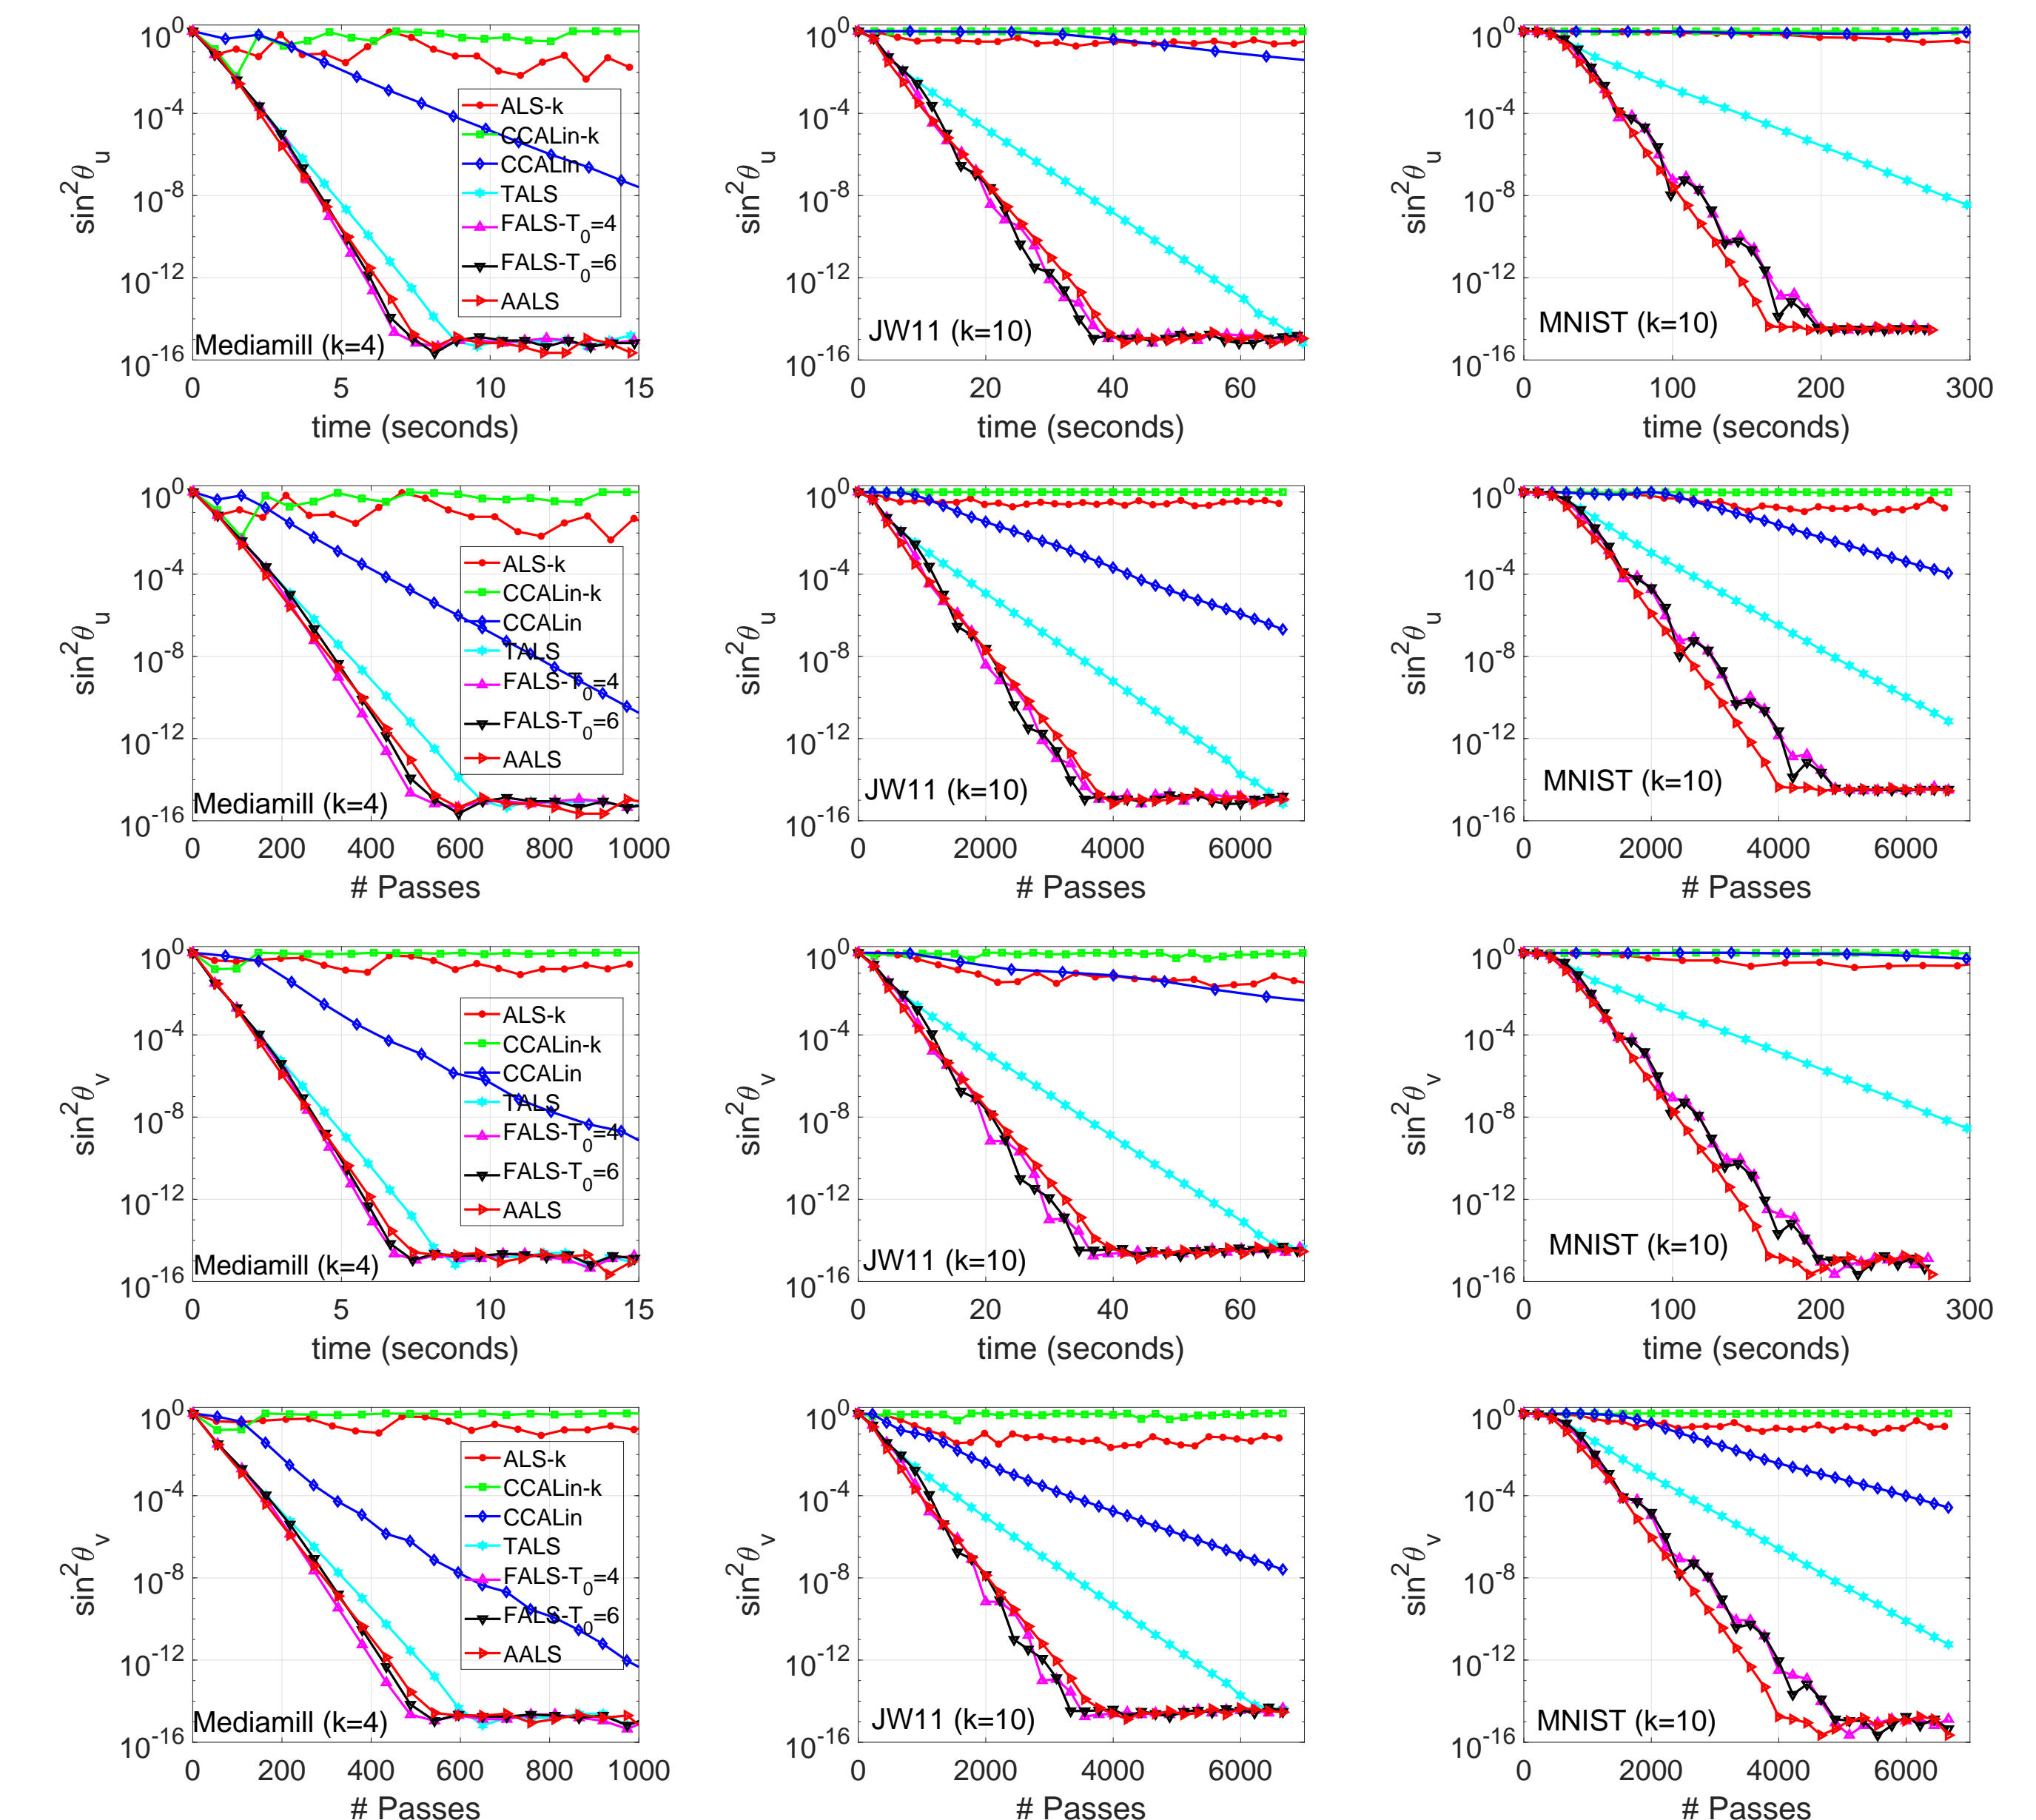 10^0
10^-4
10^-8
10^-12
10^-16
sin^2θ_u
ALS-k
CCALin-k
CCALin
TALS
FALS-T_0=4
FALS-T_0=6
AALS
Mediamill (k=4)
0 5 10 15
time (seconds)
10^0
10^-4
10^-8
10^-12
10^-16
sin^2θ_u
JW11 (k=10)
0 20 40 60
time (seconds)
10^0
10^-4
10^-8
10^-12
10^-16
sin^2θ_u
MNIST (k=10)
0 100 200 300
time (seconds)
10^0
10^-4
10^-8
10^-12
10^-16
sin^2θ_u
ALS-k
CCALin-k
CCALin
TALS
FALS-T_0=4
FALS-T_0=6
AALS
Mediamill (k=4)
0 200 400 600 800 1000
# Passes
10^0
10^-4
10^-8
10^-12
10^-16
sin^2θ_u
JW11 (k=10)
0 2000 4000 6000
# Passes
10^0
10^-4
10^-8
10^-12
10^-16
sin^2θ_u
MNIST (k=10)
0 2000 4000 6000
# Passes
10^0
10^-4
10^-8
10^-12
10^-16
sin^2θ_v
ALS-k
CCALin-k
CCALin
TALS
FALS-T_0=4
FALS-T_0=6
AALS
Mediamill (k=4)
0 5 10 15
time (seconds)
10^0
10^-4
10^-8
10^-12
10^-16
sin^2θ_v
JW11 (k=10)
0 20 40 60
time (seconds)
10^0
10^-4
10^-8
10^-12
10^-16
sin^2θ_v
MNIST (k=10)
0 100 200 300
time (seconds)
10^0
10^-4
10^-8
10^-12
10^-16
sin^2θ_v
ALS-k
CCALin-k
CCALin
TALS
FALS-T_0=4
FALS-T_0=6
AALS
Mediamill (k=4)
0 200 400 600 800 1000
# Passes
10^0
10^-4
10^-8
10^-12
10^-16
sin^2θ_v
JW11 (k=10)
0 2000 4000 6000
# Passes
10^0
10^-4
10^-8
10^-12
10^-16
sin^2θ_v
MNIST (k=10)
0 2000 4000 6000
# Passes